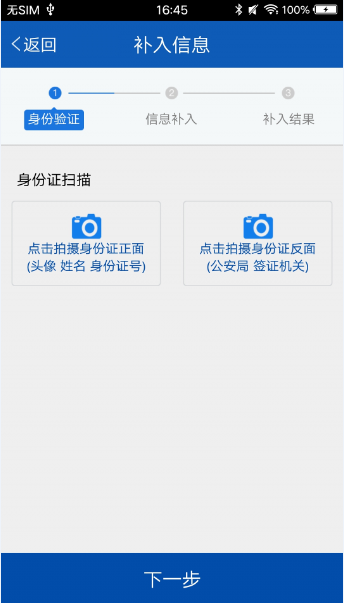 无SIM 16:45 100%
返回 补入信息
1 2 3
身份验证 信息补入 补入结果
身份证扫描
点击拍摄身份证正面 点击拍摄身份证反面
(头像 姓名 身份证号) (公安局 签证机关)
下一步